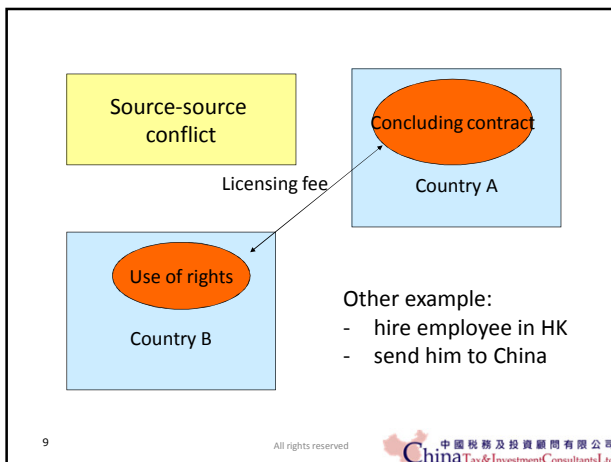 Source-source
conflict
Concluding contract
Country A
Licensing fee
Use of rights
Country B
Other example:
- hire employee in HK
- send him to China
9
All rights reserved
中國稅務及投資顧問有限公司
China Tax & Investment Consultants Ltd